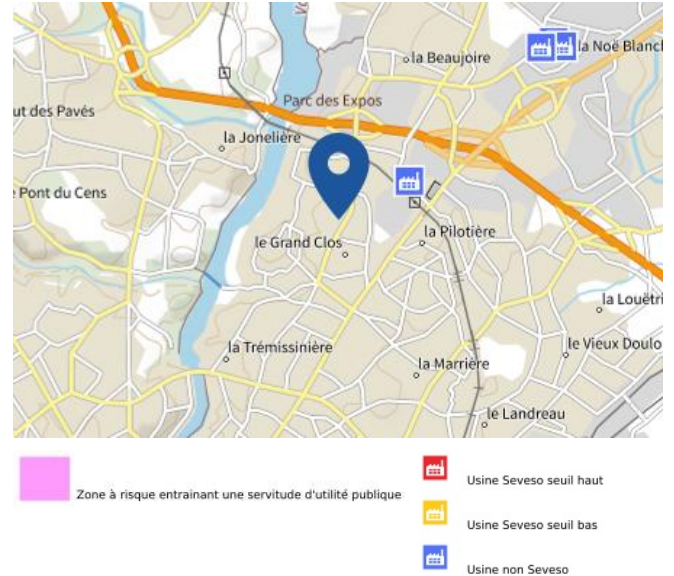 la Beaujoire
la Noë Blanch
Parc des Expos
ut des Pavés
la Jonelière
Pont du Cens
la Pilotière
le Grand Clos
la Louëtri
le Vieux Doulo
la Trémissinière
la Marrière
le Landreau
Usine Seveso seuil haut
Zone à risque entrainant une servitude d'utilité publique
Usine Seveso seuil bas
Usine non Seveso